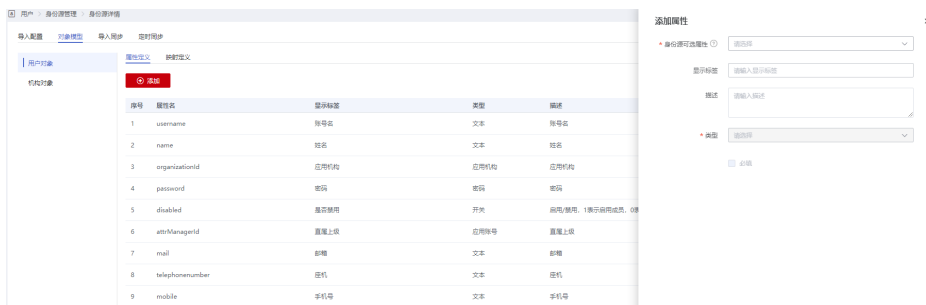 用户 > 身份源管理 > 身份源详情
导入配置 对象模型 导入同步 定时同步
用户对象
机构对象
属性定义 映射定义
添加
序号 属性名 显示标签 类型 描述
1 username 账号名 文本 账号名
2 name 姓名 文本 姓名
3 organizationId 应用机构 应用机构 应用机构
4 password 密码 密码 密码
5 disabled 是否禁用 开关 启用/禁用，1表示启用成员，0表
6 attrManagerId 直属上级 应用账号 直属上级
7 mail 邮箱 文本 邮箱
8 telephonenumber 座机 文本 座机
9 mobile 手机号 文本 手机号
添加属性
* 身份源可选属性 ? 请选择
显示标签 请输入显示标签
描述 请输入描述
* 类型 请选择
必填